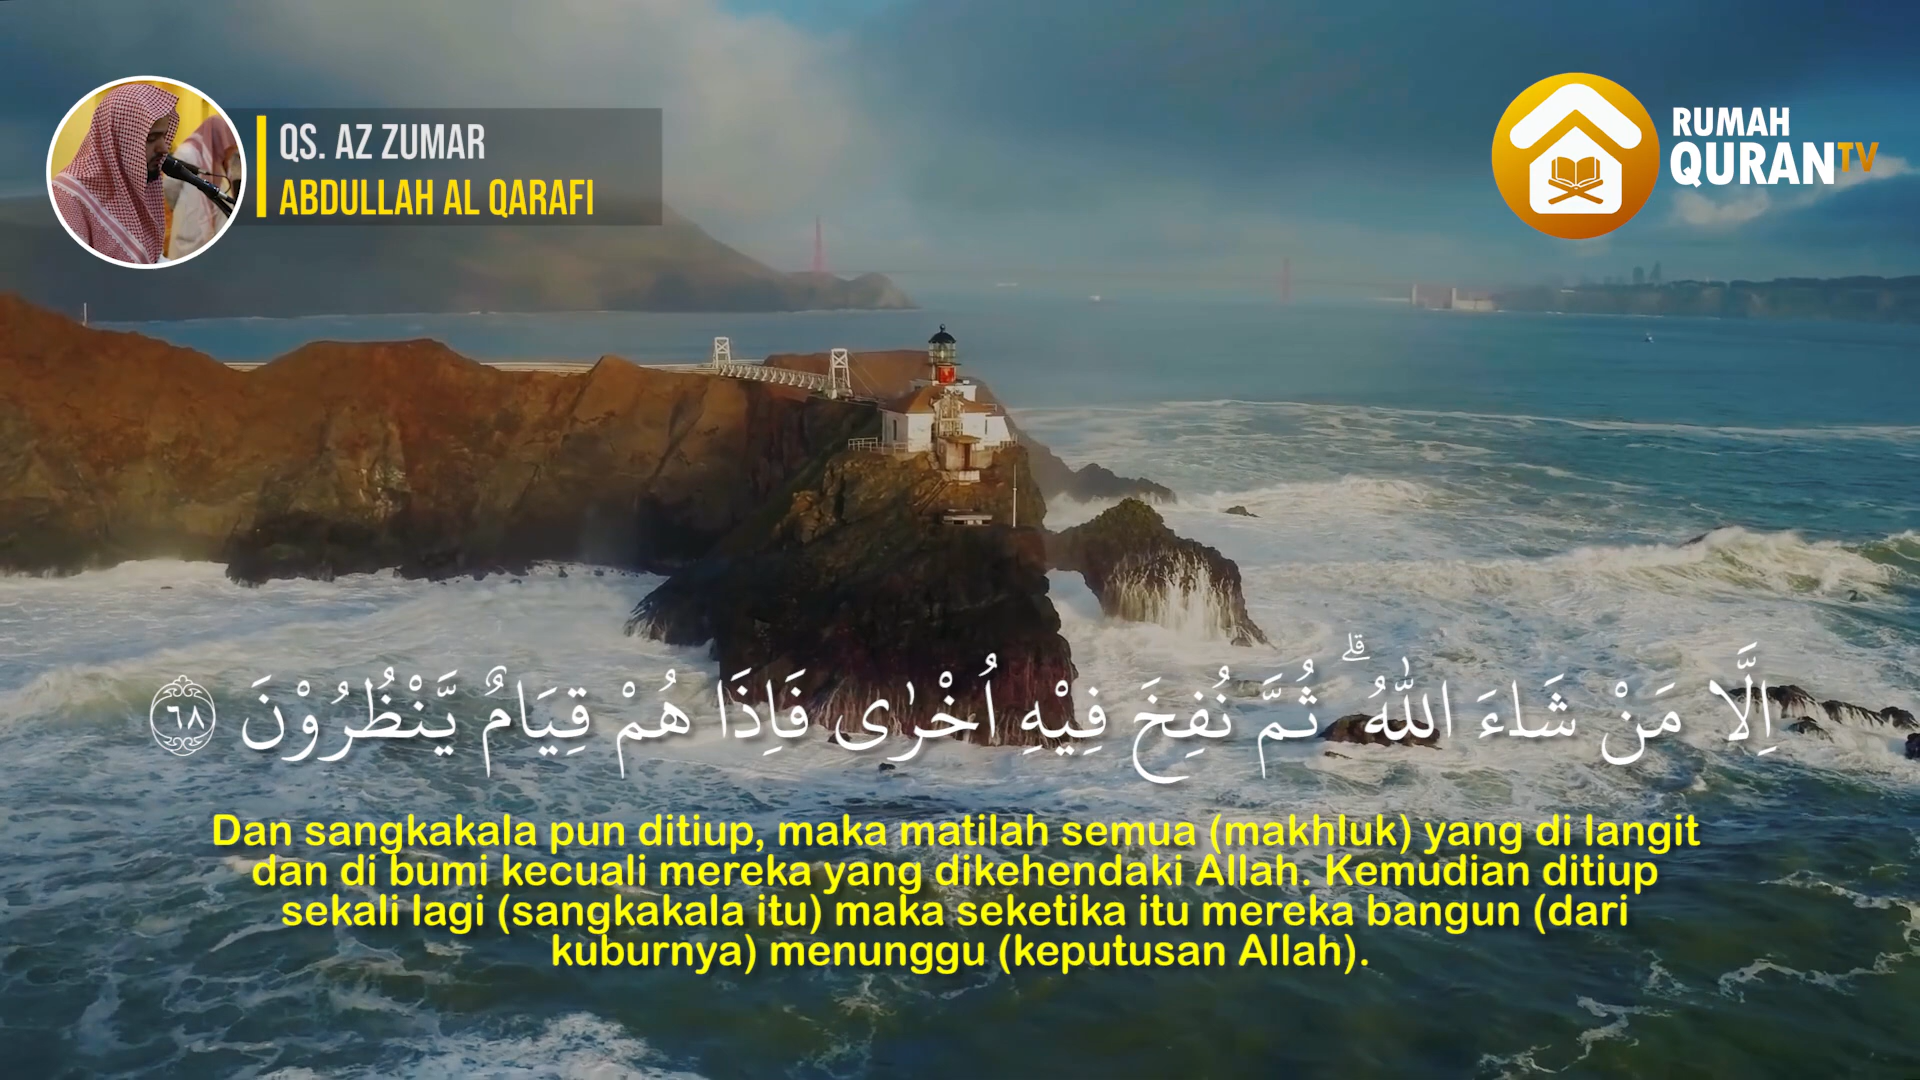 QS. AZ ZUMAR
ABDULLAH AL QARAFI
RUMAH
QURANTV
اِلَّا مَنْ شَاءَ اللّٰهُ ۗ ثُمَّ نُفِخَ فِيْهِ اُخْرٰى فَاِذَا هُمْ قِيَامٌ يَّنْظُرُوْنَ ٦٨
Dan sangkakala pun ditiup, maka matilah semua (makhluk) yang di langit
dan di bumi kecuali mereka yang dikehendaki Allah. Kemudian ditiup
sekali lagi (sangkakala itu) maka seketika itu mereka bangun (dari
kuburnya) menunggu (keputusan Allah).